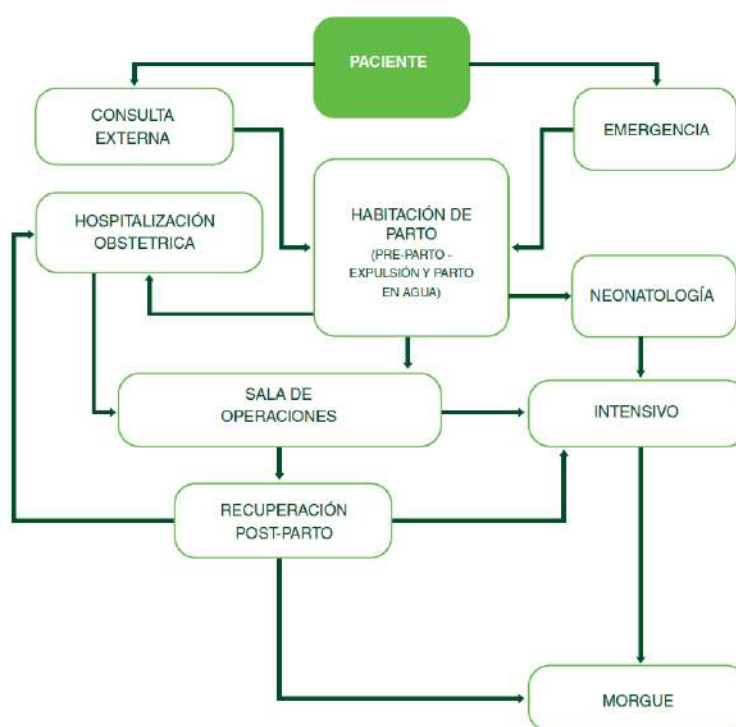 PACIENTE
CONSULTA
EXTERNA
EMERGENCIA
HOSPITALIZACIÓN
OBSTETRICA
HABITACIÓN DE
PARTO
(PRE-PARTO -
EXPULSIÓN Y PARTO
EN AGUA)
NEONATOLOGÍA
SALA DE
OPERACIONES
INTENSIVO
RECUPERACIÓN
POST-PARTO
MORGUE